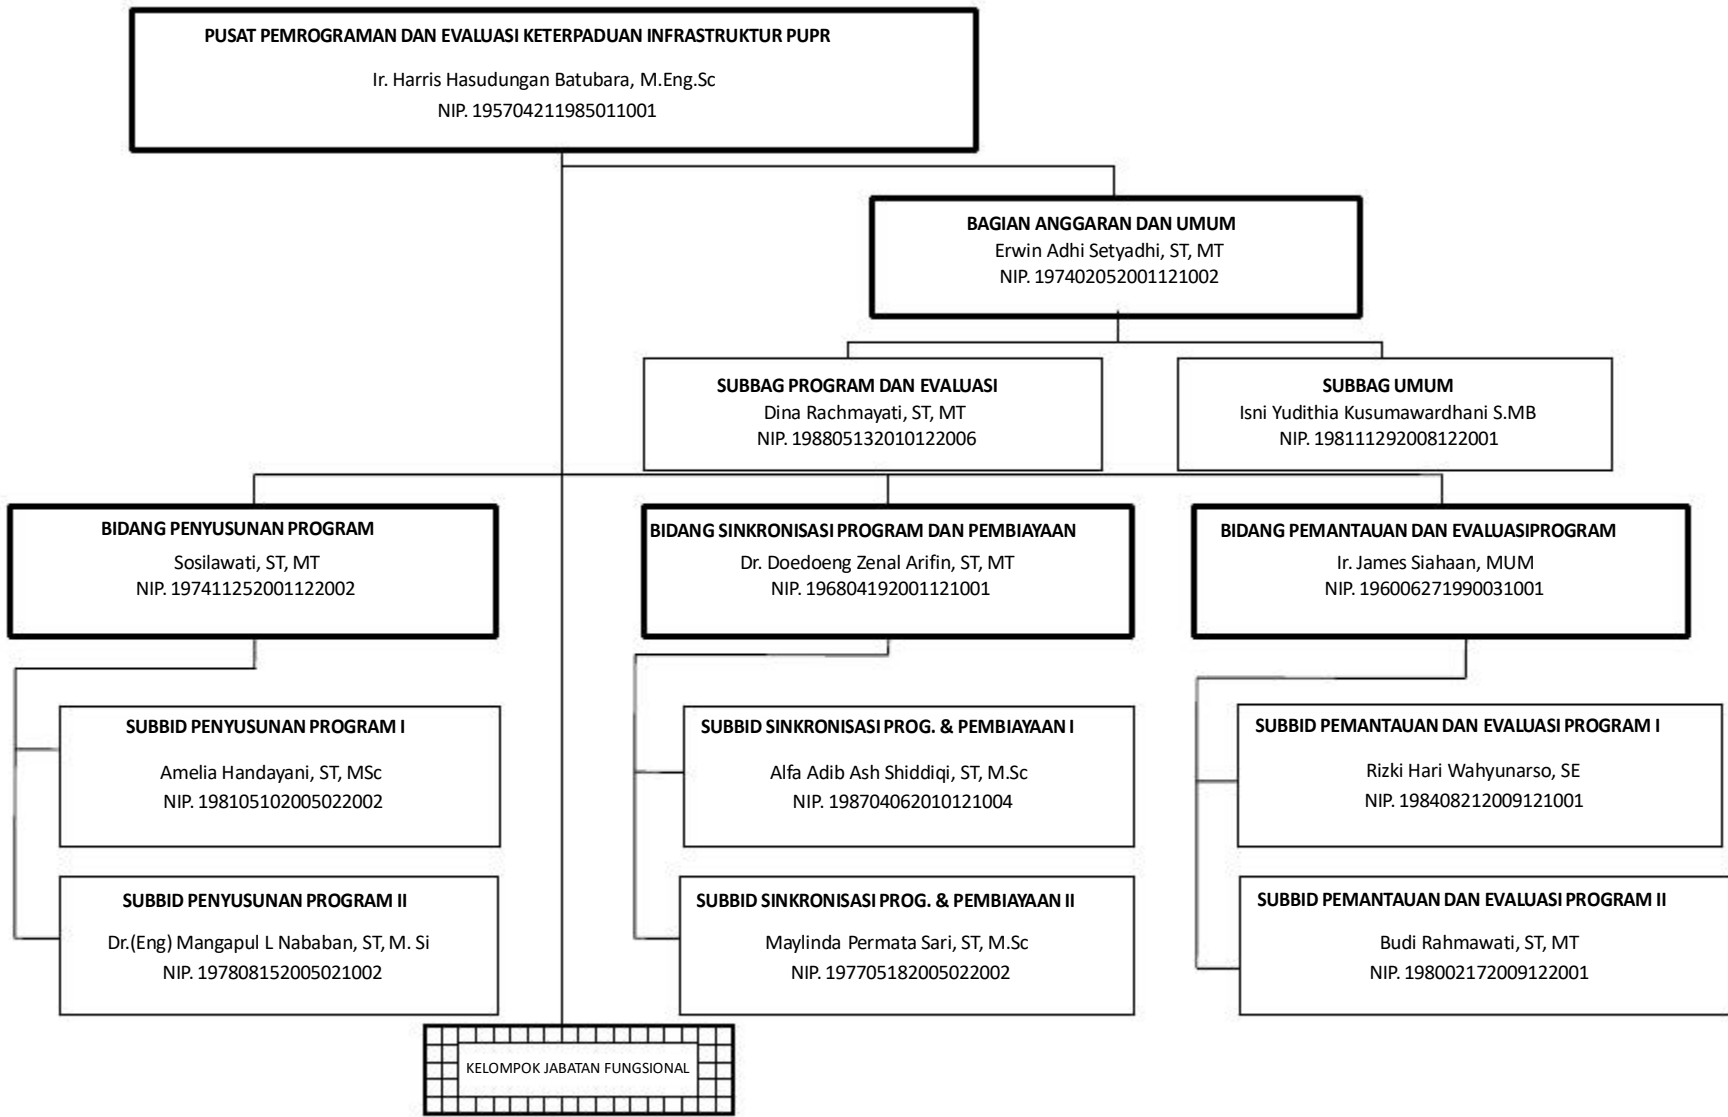 PUSAT PEMROGRAMAN DAN EVALUASI KETERPADUAN INFRASTRUKTUR PUPR
Ir. Harris Hasudungan Batubara, M.Eng.Sc
NIP. 195704211985011001
BAGIAN ANGGARAN DAN UMUM
Erwin Adhi Setyadhi, ST, MT
NIP. 197402052001121002
SUBBAG PROGRAM DAN EVALUASI
Dina Rachmayati, ST, MT
NIP. 198805132010122006
SUBBAG UMUM
Isni Yudithia Kusumawardhani S.MB
NIP. 198111292008122001
BIDANG PENYUSUNAN PROGRAM
Sosilawati, ST, MT
NIP. 197411252001122002
BIDANG SINKRONISASI PROGRAM DAN PEMBIAYAAN
Dr. Doedoeng Zenal Arifin, ST, MT
NIP. 196804192001121001
BIDANG PEMANTAUAN DAN EVALUASIPROGRAM
Ir. James Siahaan, MUM
NIP. 196006271990031001
SUBBID PENYUSUNAN PROGRAM I
Amelia Handayani, ST, MSc
NIP. 198105102005022002
SUBBID SINKRONISASI PROG. & PEMBIAYAAN I
Alfa Adib Ash Shiddiqi, ST, M.Sc
NIP. 198704062010121004
SUBBID PEMANTAUAN DAN EVALUASI PROGRAM I
Rizki Hari Wahyunarso, SE
NIP. 198408212009121001
SUBBID PENYUSUNAN PROGRAM II
Dr.(Eng) Mangapul L Nababan, ST, M. Si
NIP. 197808152005021002
SUBBID SINKRONISASI PROG. & PEMBIAYAAN II
Maylinda Permata Sari, ST, M.Sc
NIP. 197705182005022002
SUBBID PEMANTAUAN DAN EVALUASI PROGRAM II
Budi Rahmawati, ST, MT
NIP. 198002172009122001
KELOMPOK JABATAN FUNGSIONAL